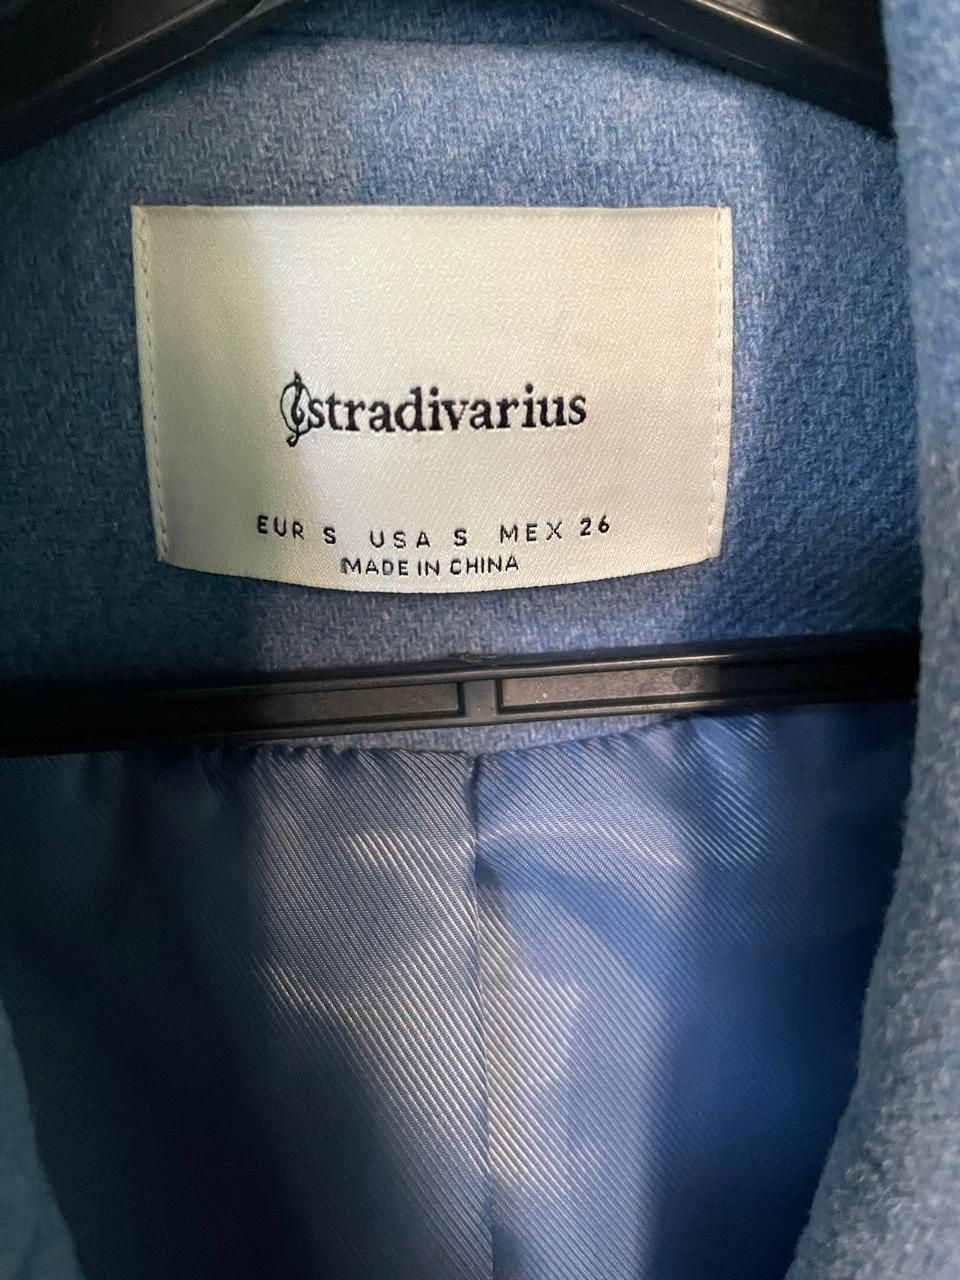 stradivarius
EUR S USA S MEX 26
MADE IN CHINA